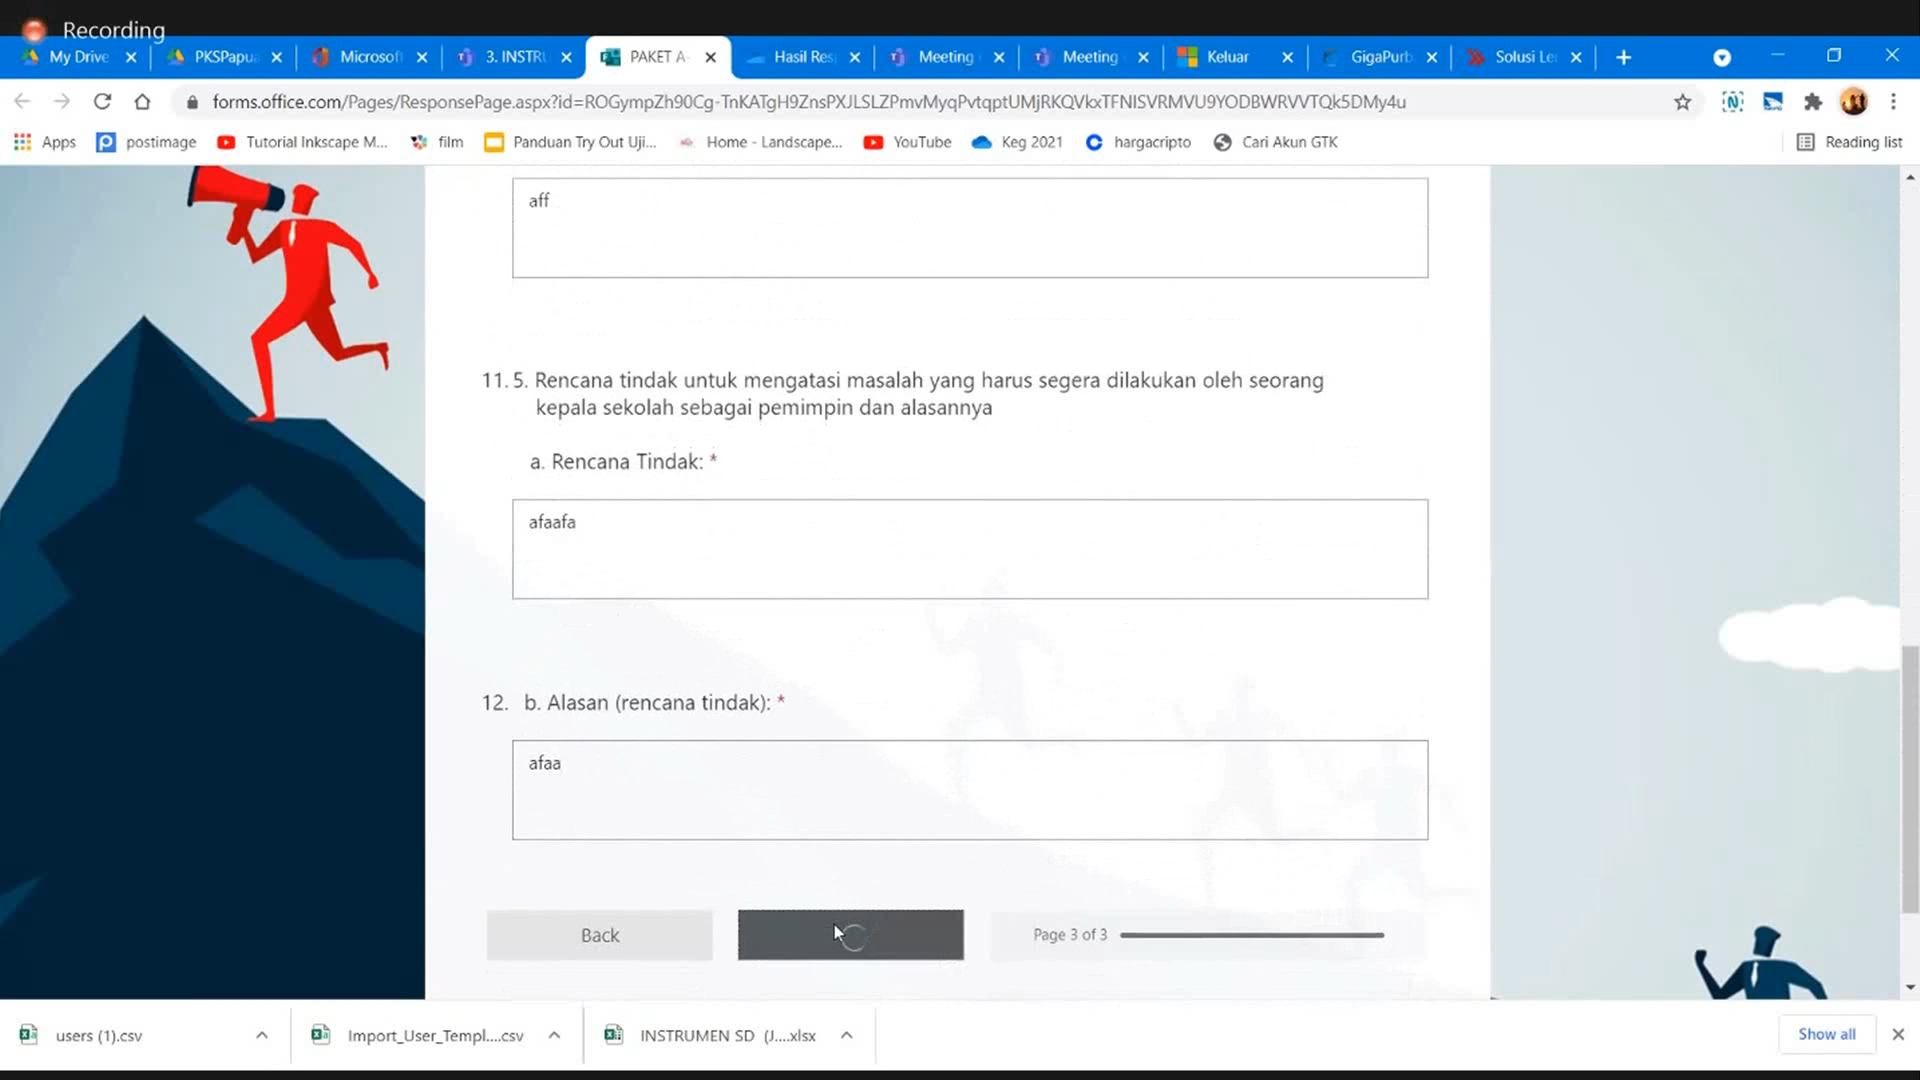 Recording
My Drive
PKSPapua
Microsoft
3. INSTRU
PAKET A-
Hasil Res
Meeting
Meeting
Keluar
GigaPurb
Solusi Le
forms.office.com/Pages/ResponsePage.aspx?id=ROGympZh90Cg-TnKATgH9ZnsPXJLSLZPmvMyqPvtqptUMjRKQVkxTFNISVRMVU9YODBWRVVTQk5DMy4u
Apps
postimage
Tutorial Inkscape M...
film
Panduan Try Out Uji...
Home - Landscape...
YouTube
Keg 2021
hargacripto
Cari Akun GTK
Reading list
aff
11. 5. Rencana tindak untuk mengatasi masalah yang harus segera dilakukan oleh seorang
kepala sekolah sebagai pemimpin dan alasannya
a. Rencana Tindak: *
afaafa
12. b. Alasan (rencana tindak): *
afaa
Back
Page 3 of 3
users (1).csv
Import_User_Templ....csv
INSTRUMEN SD (J....xlsx
Show all